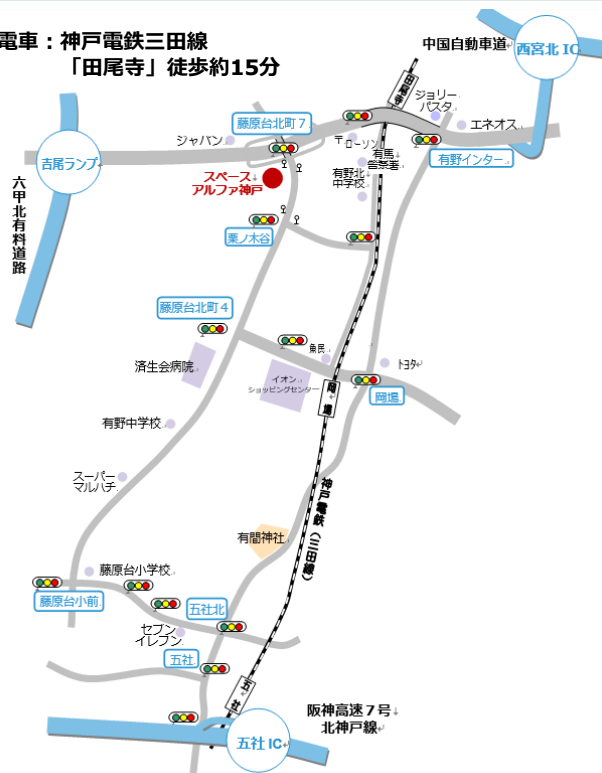 電車：神戸電鉄三田線
「田尾寺」徒歩約15分
中国自動車道
西宮北 IC
田尾寺
ジョリー
パスタ
エネオス
藤原台北町７
〒
ローソン
ジャパン
有馬
警察署
有野インター
吉尾ランプ
スペース
アルファ神戸
有野北
中学校
六甲北有料道路
栗ノ木谷
藤原台北町４
魚民
トヨタ
済生会病院
イオン
ショッピングセンター
岡場
岡場
有野中学校
スーパー
マルハチ
神戸電鉄（三田線）
有間神社
藤原台小学校
藤原台小前
五社北
セブン
イレブン
五社
五社
阪神高速７号
北神戸線
五社 IC